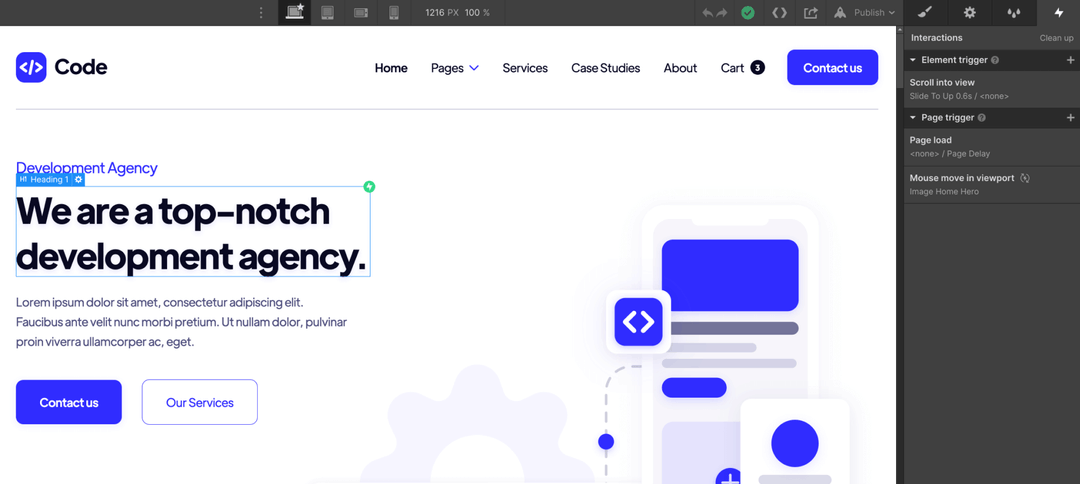 1216 PX 100 %
Publish
Code
Home Pages Services Case Studies About Cart 3 Contact us
Development Agency
H1 Heading 1
We are a top-notch
development agency.
Lorem ipsum dolor sit amet, consectetur adipiscing elit.
Faucibus ante velit nunc morbi pretium. Ut nullam dolor, pulvinar
proin viverra ullamcorper ac, eget.
Contact us Our Services
Interactions Clean up
Element trigger ? +
Scroll into view
Slide To Up 0.6s / <none>
Page trigger ? +
Page load
<none> / Page Delay
Mouse move in viewport
Image Home Hero